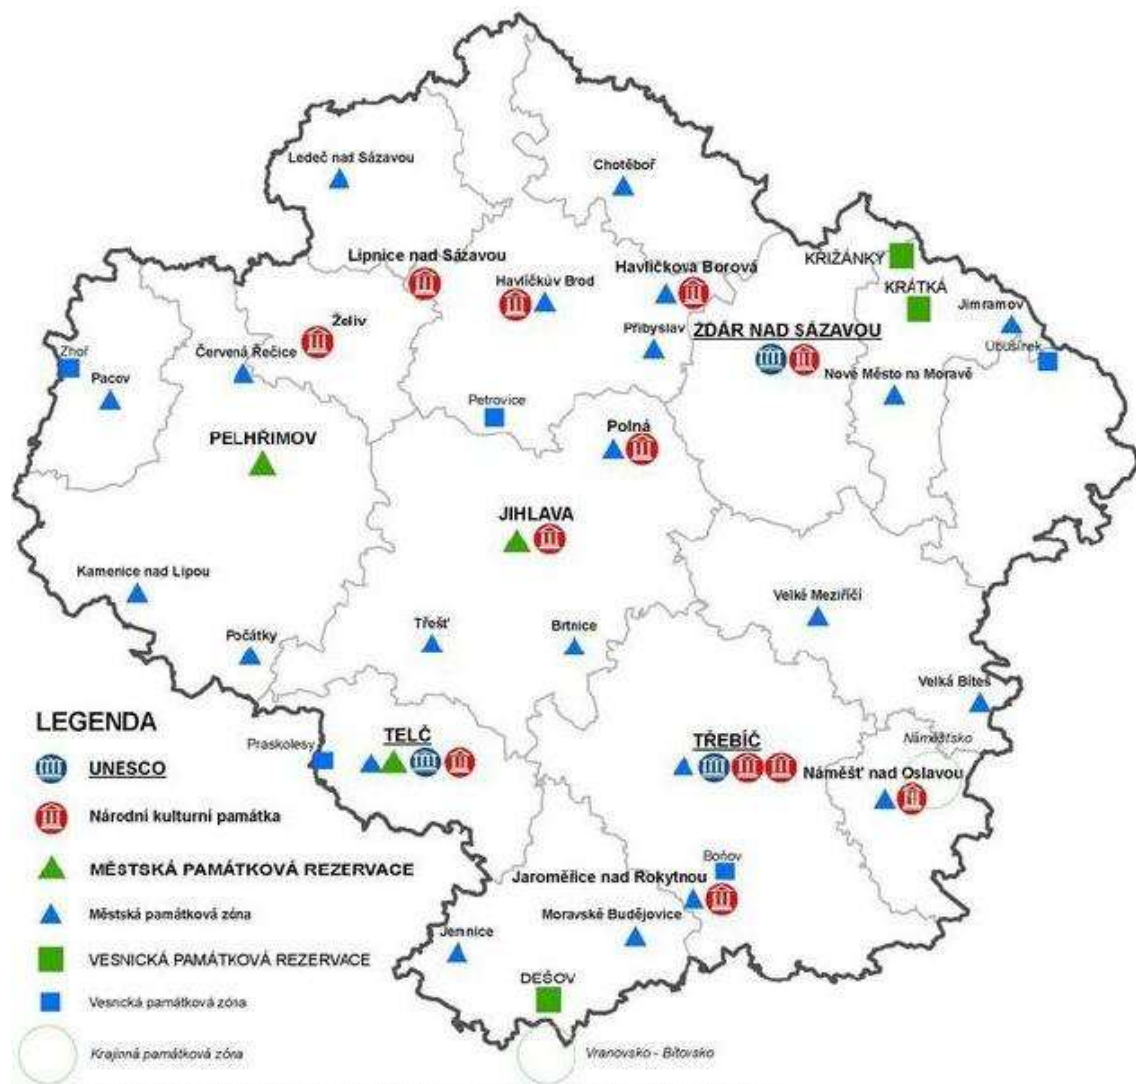 Ledeč nad Sázavou
Chotěboř
Lipnice nad Sázavou
Havlíčkův Brod
Havlíčkova Borová
KŘIŽÁNKY
KRÁTKÁ
Jimramov
Ubušírek
Želiv
Přibyslav
ŽĎÁR NAD SÁZAVOU
Zhoř
Červená Řečice
Pacov
Nové Město na Moravě
Petrovice
PELHŘIMOV
Polná
JIHLAVA
Kamenice nad Lipou
Velké Meziříčí
Počátky
Třešť
Brtnice
Velká Bíteš
LEGENDA
Praskolesy
TELČ
TŘEBÍČ
Náměšťsko
Náměšť nad Oslavou
UNESCO
Národní kulturní památka
MĚSTSKÁ PAMÁTKOVÁ REZERVACE
Boňov
Jaroměřice nad Rokytnou
Městská památková zóna
Moravské Budějovice
Jennice
VESNICKÁ PAMÁTKOVÁ REZERVACE
DEŠOV
Vesnická památková zóna
Krajinná památková zóna
Vranovsko - Bítovsko